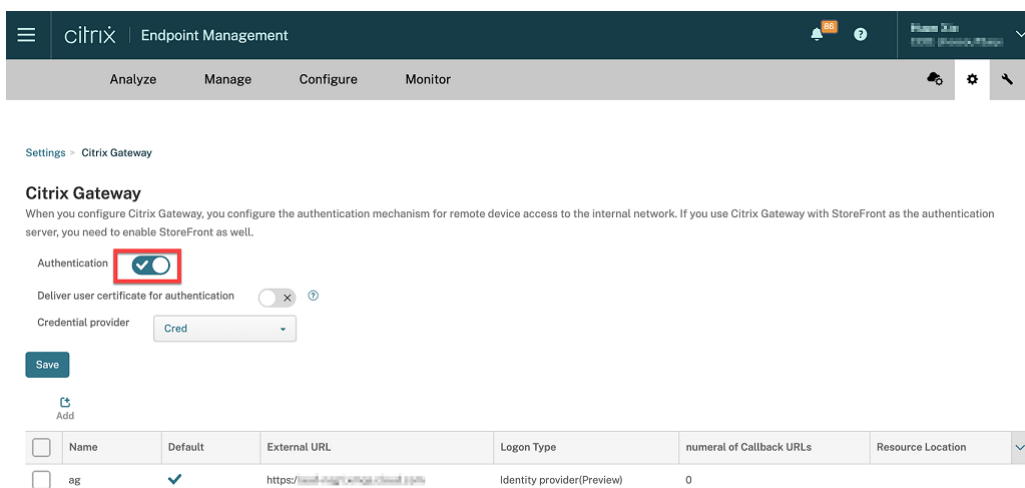 citrix Endpoint Management 86
Analyze Manage Configure Monitor
Settings > Citrix Gateway
Citrix Gateway
When you configure Citrix Gateway, you configure the authentication mechanism for remote device access to the internal network. If you use Citrix Gateway with StoreFront as the authentication
server, you need to enable StoreFront as well.
Authentication
Deliver user certificate for authentication
Credential provider Cred
Save
Add
Name Default External URL Logon Type numeral of Callback URLs Resource Location
ag https:/ Identity provider(Preview) 0